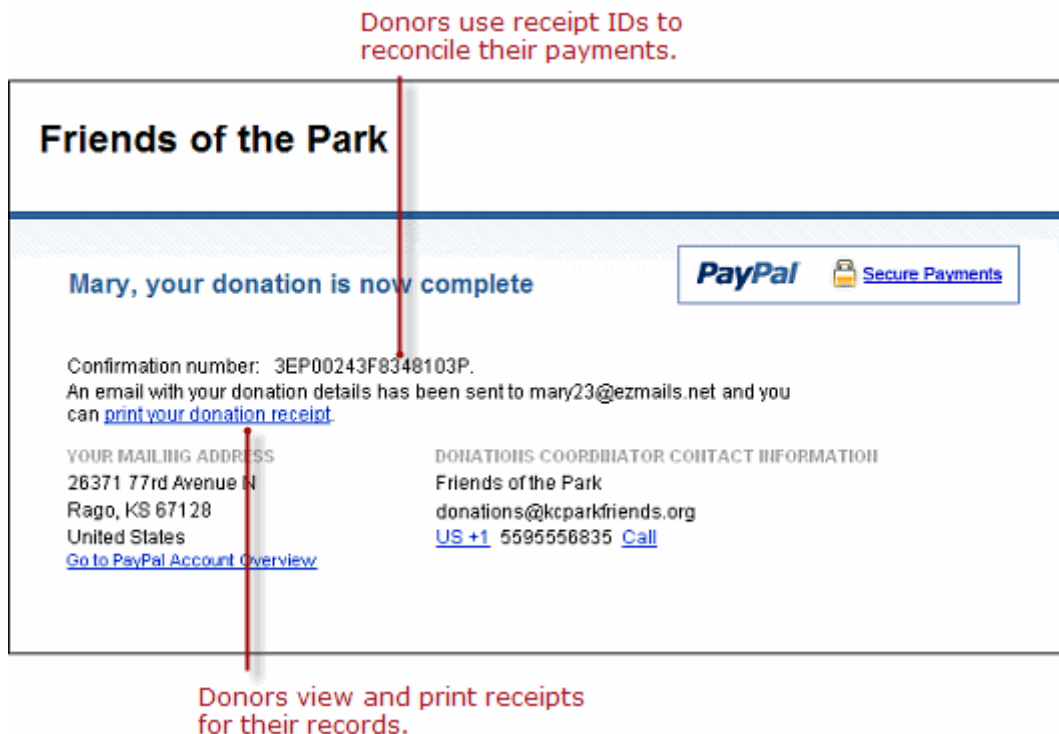 Donors use receipt IDs to
reconcile their payments.
Friends of the Park
Mary, your donation is now complete
PayPal Secure Payments
Confirmation number: 3EP00243F8348103P.
An email with your donation details has been sent to mary23@ezmails.net and you
can print your donation receipt.
YOUR MAILING ADDRESS
26371 77rd Avenue N
Rago, KS 67128
United States
Go to PayPal Account Overview
DONATIONS COORDINATOR CONTACT INFORMATION
Friends of the Park
donations@kcparkfriends.org
US +1 5595556835 Call
Donors view and print receipts
for their records.